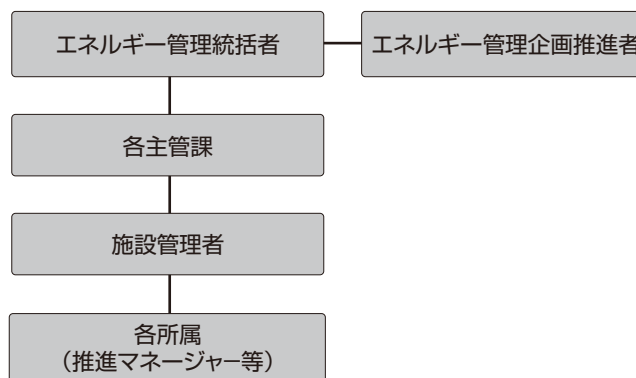 エネルギー管理統括者
エネルギー管理企画推進者
各主管課
施設管理者
各所属
（推進マネージャー等）